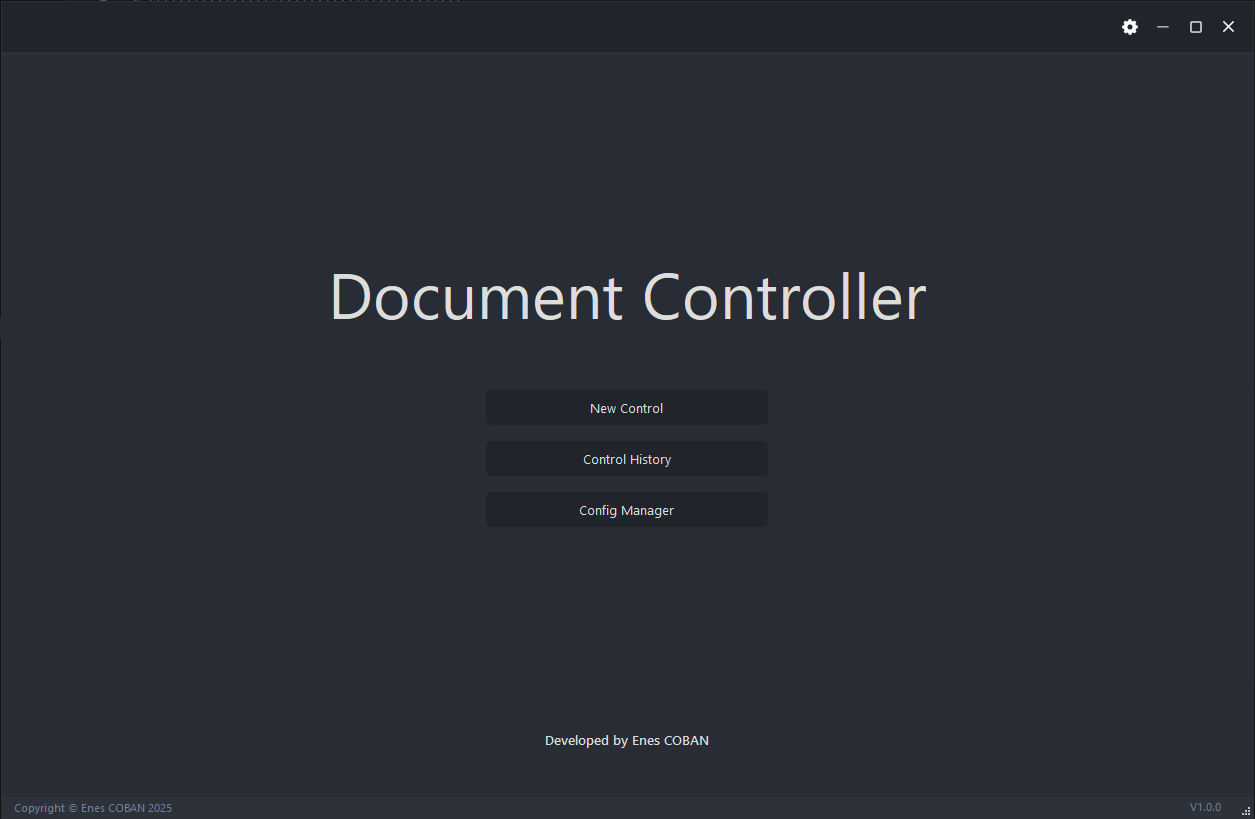 Document Controller
New Control
Control History
Config Manager
Developed by Enes COBAN
Copyright © Enes COBAN 2025
V1.0.0